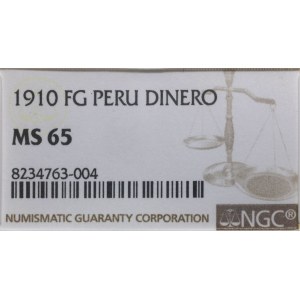 1910 FG PERU DINERO
MS 65
8234763-004
NUMISMATIC GUARANTY CORPORATION
NGC®